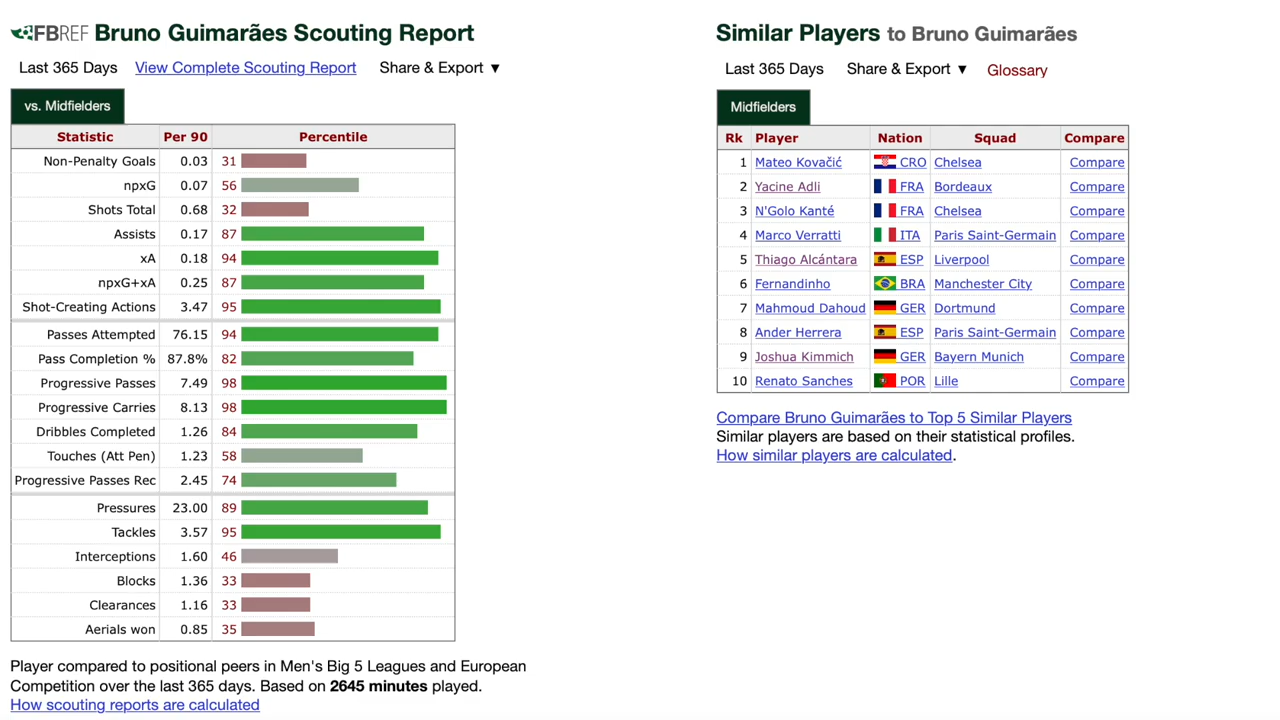 FBREF Bruno Guimarães Scouting Report
Last 365 Days View Complete Scouting Report Share & Export ▼
vs. Midfielders
Statistic Per 90 Percentile
Non-Penalty Goals 0.03 31
npxG 0.07 56
Shots Total 0.68 32
Assists 0.17 87
xA 0.18 94
npxG+xA 0.25 87
Shot-Creating Actions 3.47 95
Passes Attempted 76.15 94
Pass Completion % 87.8% 82
Progressive Passes 7.49 98
Progressive Carries 8.13 98
Dribbles Completed 1.26 84
Touches (Att Pen) 1.23 58
Progressive Passes Rec 2.45 74
Pressures 23.00 89
Tackles 3.57 95
Interceptions 1.60 46
Blocks 1.36 33
Clearances 1.16 33
Aerials won 0.85 35
Player compared to positional peers in Men's Big 5 Leagues and European
Competition over the last 365 days. Based on 2645 minutes played.
How scouting reports are calculated
Similar Players to Bruno Guimarães
Last 365 Days Share & Export ▼ Glossary
Midfielders
Rk Player Nation Squad Compare
1 Mateo Kovačić CRO Chelsea Compare
2 Yacine Adli FRA Bordeaux Compare
3 N'Golo Kanté FRA Chelsea Compare
4 Marco Verratti ITA Paris Saint-Germain Compare
5 Thiago Alcántara ESP Liverpool Compare
6 Fernandinho BRA Manchester City Compare
7 Mahmoud Dahoud GER Dortmund Compare
8 Ander Herrera ESP Paris Saint-Germain Compare
9 Joshua Kimmich GER Bayern Munich Compare
10 Renato Sanches POR Lille Compare
Compare Bruno Guimarães to Top 5 Similar Players
Similar players are based on their statistical profiles.
How similar players are calculated.